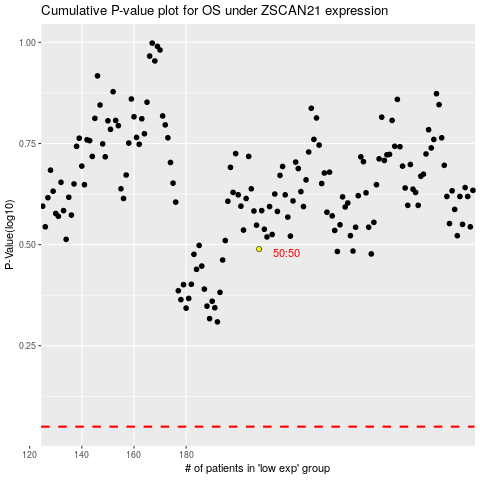 Cumulative P-value plot for OS under ZSCAN21 expression
P-Value(log10)
1.00
0.75
0.50
0.25
50:50
120 140 160 180
# of patients in 'low exp' group